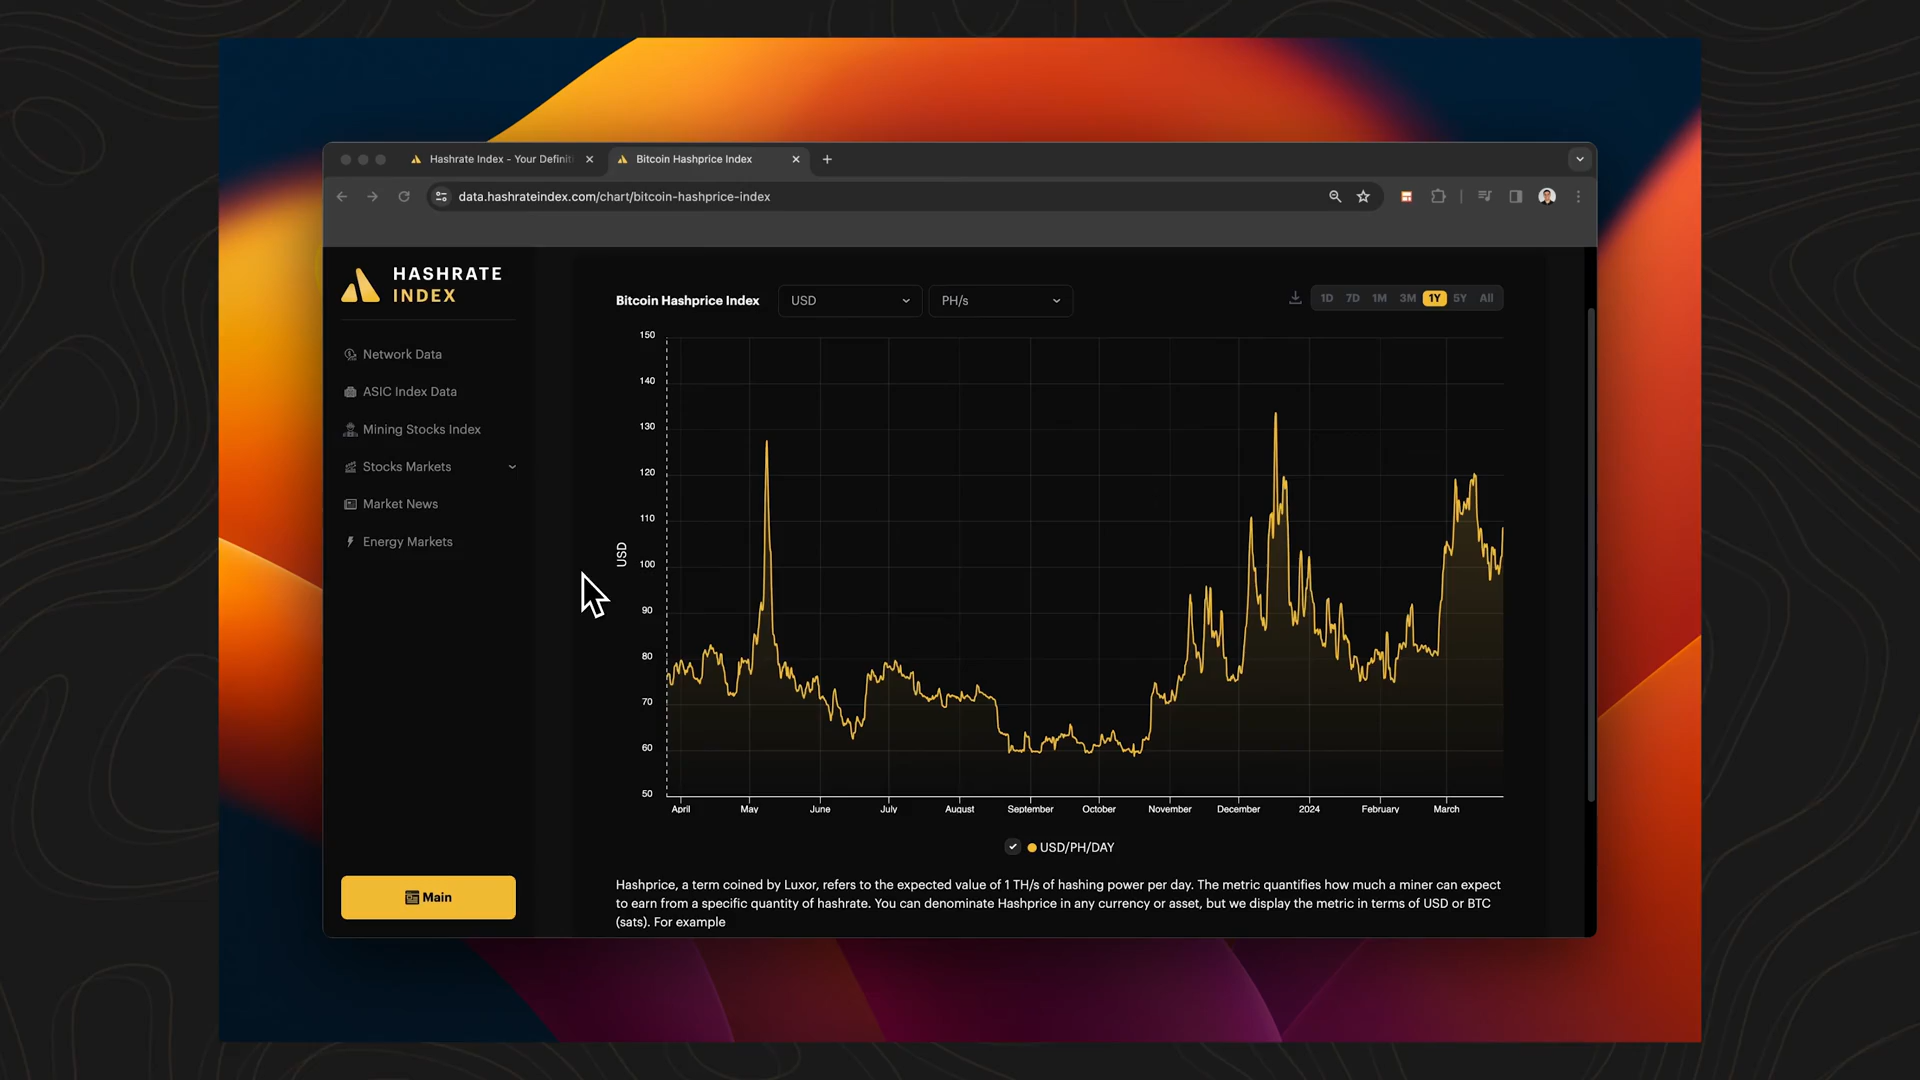 Hashrate Index - Your Definiti
Bitcoin Hashprice Index
data.hashrateindex.com/chart/bitcoin-hashprice-index
HASHRATE
INDEX
Network Data
ASIC Index Data
Mining Stocks Index
Stocks Markets
Market News
Energy Markets
Main
Bitcoin Hashprice Index
USD
PH/s
1D 7D 1M 3M 1Y 5Y All
150
140
130
120
110
100
90
80
70
60
50
USD
April May June July August September October November December 2024 February March
USD/PH/DAY
Hashprice, a term coined by Luxor, refers to the expected value of 1 TH/s of hashing power per day. The metric quantifies how much a miner can expect
to earn from a specific quantity of hashrate. You can denominate Hashprice in any currency or asset, but we display the metric in terms of USD or BTC
(sats). For example